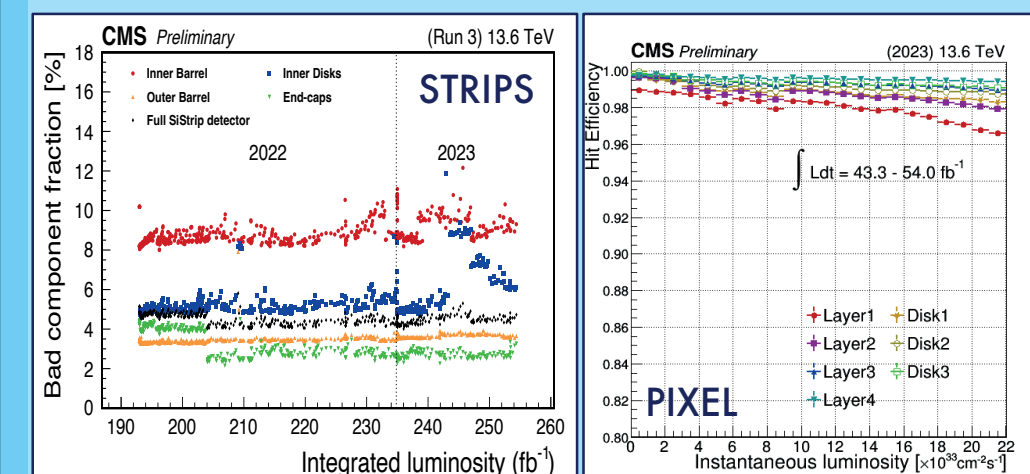 CMS Preliminary (Run 3) 13.6 TeV
Bad component fraction [%]
18
16
14
12
10
8
6
4
2
0
Inner Barrel Inner Disks
Outer Barrel End-caps
Full SiStrip detector
STRIPS
2022 2023
190 200 210 220 230 240 250 260
Integrated luminosity (fb⁻¹)
CMS Preliminary (2023) 13.6 TeV
Hit Efficiency
1.00
0.98
0.96
0.94
0.92
0.90
0.88
0.86
0.84
0.82
0.80
∫ Ldt = 43.3 - 54.0 fb⁻¹
Layer1 Disk1
Layer2 Disk2
Layer3 Disk3
Layer4
PIXEL
0 2 4 6 8 10 12 14 16 18 20 22
Instantaneous luminosity [×10³³cm⁻²s⁻¹]